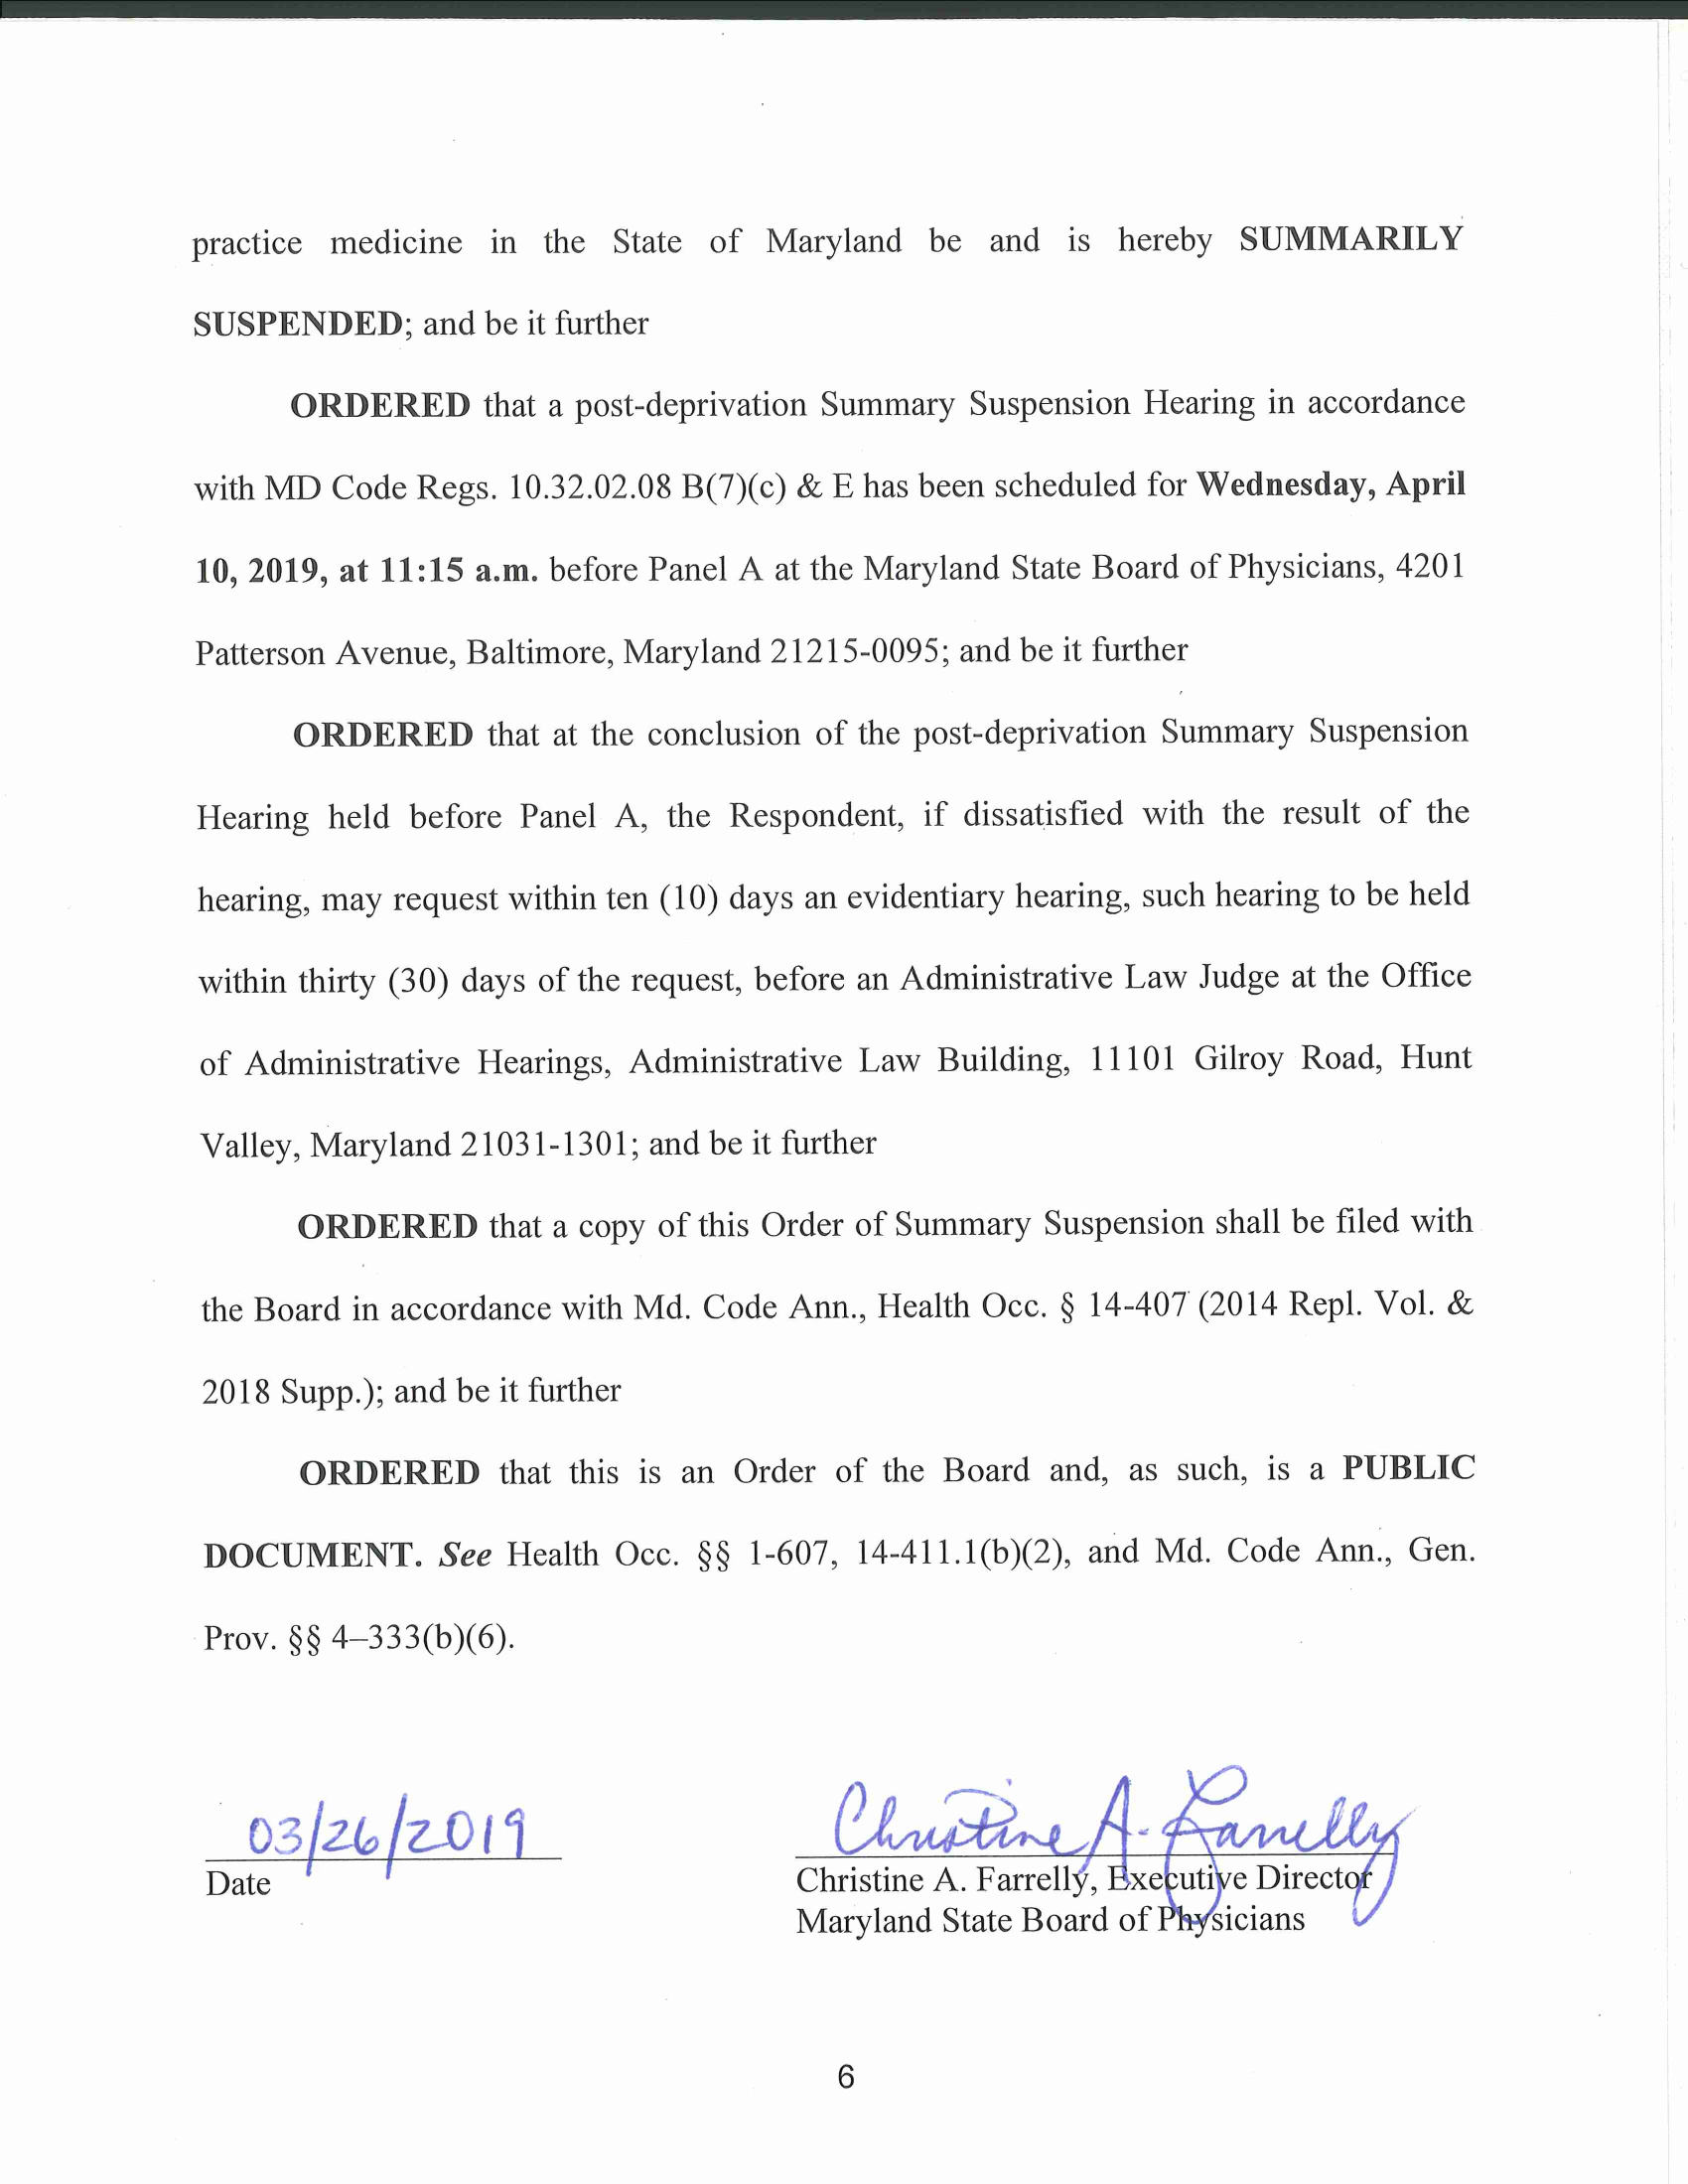 practice medicine in the State of Maryland be and is hereby SUMMARILY
SUSPENDED; and be it further
ORDERED that a post-deprivation Summary Suspension Hearing in accordance
with MD Code Regs. 10.32.02.08 B(7)(c) & E has been scheduled for Wednesday, April
10, 2019, at 11:15 a.m. before Panel A at the Maryland State Board of Physicians, 4201
Patterson Avenue, Baltimore, Maryland 21215-0095; and be it further
ORDERED that at the conclusion of the post-deprivation Summary Suspension
Hearing held before Panel A, the Respondent, if dissatisfied with the result of the
hearing, may request within ten (10) days an evidentiary hearing, such hearing to be held
within thirty (30) days of the request, before an Administrative Law Judge at the Office
of Administrative Hearings, Administrative Law Building, 11101 Gilroy Road, Hunt
Valley, Maryland 21031-1301; and be it further
ORDERED that a copy of this Order of Summary Suspension shall be filed with
the Board in accordance with Md. Code Ann., Health Occ. § 14-407 (2014 Repl. Vol. &
2018 Supp.); and be it further
ORDERED that this is an Order of the Board and, as such, is a PUBLIC
DOCUMENT. See Health Occ. §§ 1-607, 14-411.1(b)(2), and Md. Code Ann., Gen.
Prov. §§ 4–333(b)(6).
03/26/2019
Date
Christine A. Farrelly
Christine A. Farrelly, Executive Director
Maryland State Board of Physicians
6